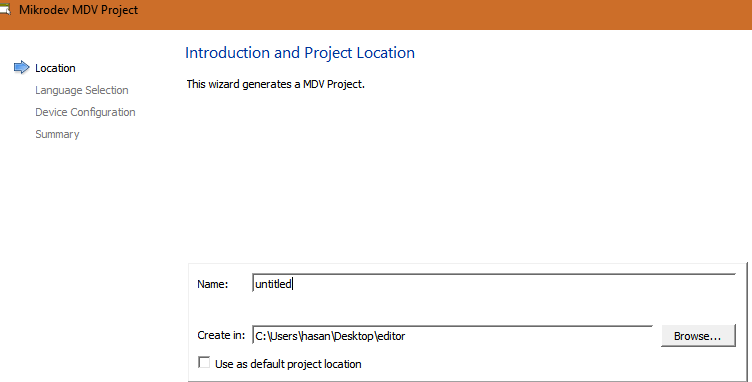 Mikrodev MDV Project
Introduction and Project Location
Location
This wizard generates a MDV Project.
Language Selection
Device Configuration
Summary
Name: untitled
Create in: C:\Users\hasan\Desktop\editor Browse...
Use as default project location